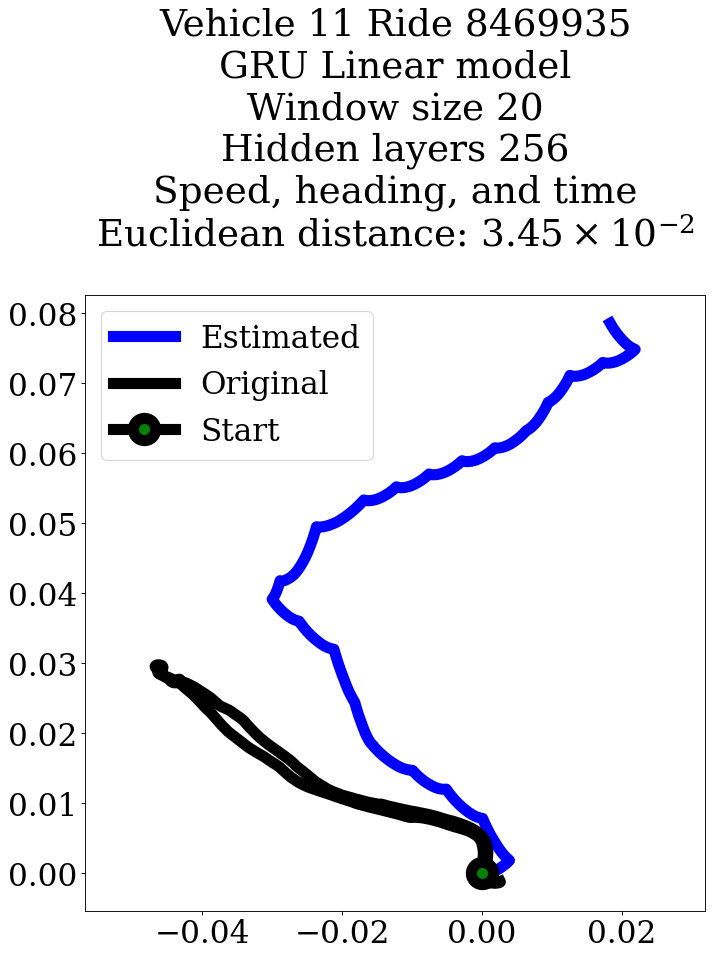 Vehicle 11 Ride 8469935
GRU Linear model
Window size 20
Hidden layers 256
Speed, heading, and time
Euclidean distance: 3.45 × 10⁻²
Estimated
Original
Start
0.08
0.07
0.06
0.05
0.04
0.03
0.02
0.01
0.00
−0.04
−0.02
0.00
0.02